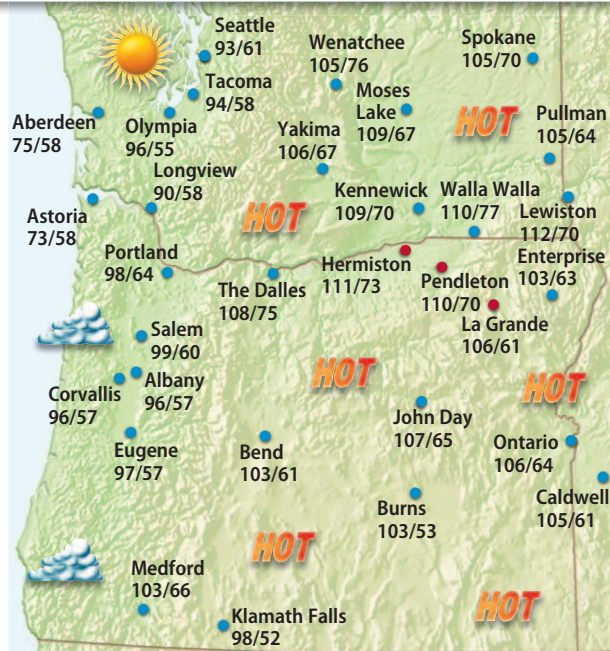 Seattle
93/61
Wenatchee
105/76
Spokane
105/70
Tacoma
94/58
Moses
Lake
109/67
HOT
Pullman
105/64
Aberdeen
75/58
Olympia
96/55
Yakima
106/67
Longview
90/58
Kennewick
109/70
Walla Walla
110/77
Lewiston
112/70
Astoria
73/58
HOT
Portland
98/64
The Dalles
108/75
Hermiston
111/73
Pendleton
110/70
Enterprise
103/63
La Grande
106/61
Salem
99/60
HOT
HOT
Corvallis
96/57
Albany
96/57
John Day
107/65
Eugene
97/57
Bend
103/61
Ontario
106/64
Burns
103/53
Caldwell
105/61
HOT
Medford
103/66
HOT
Klamath Falls
98/52